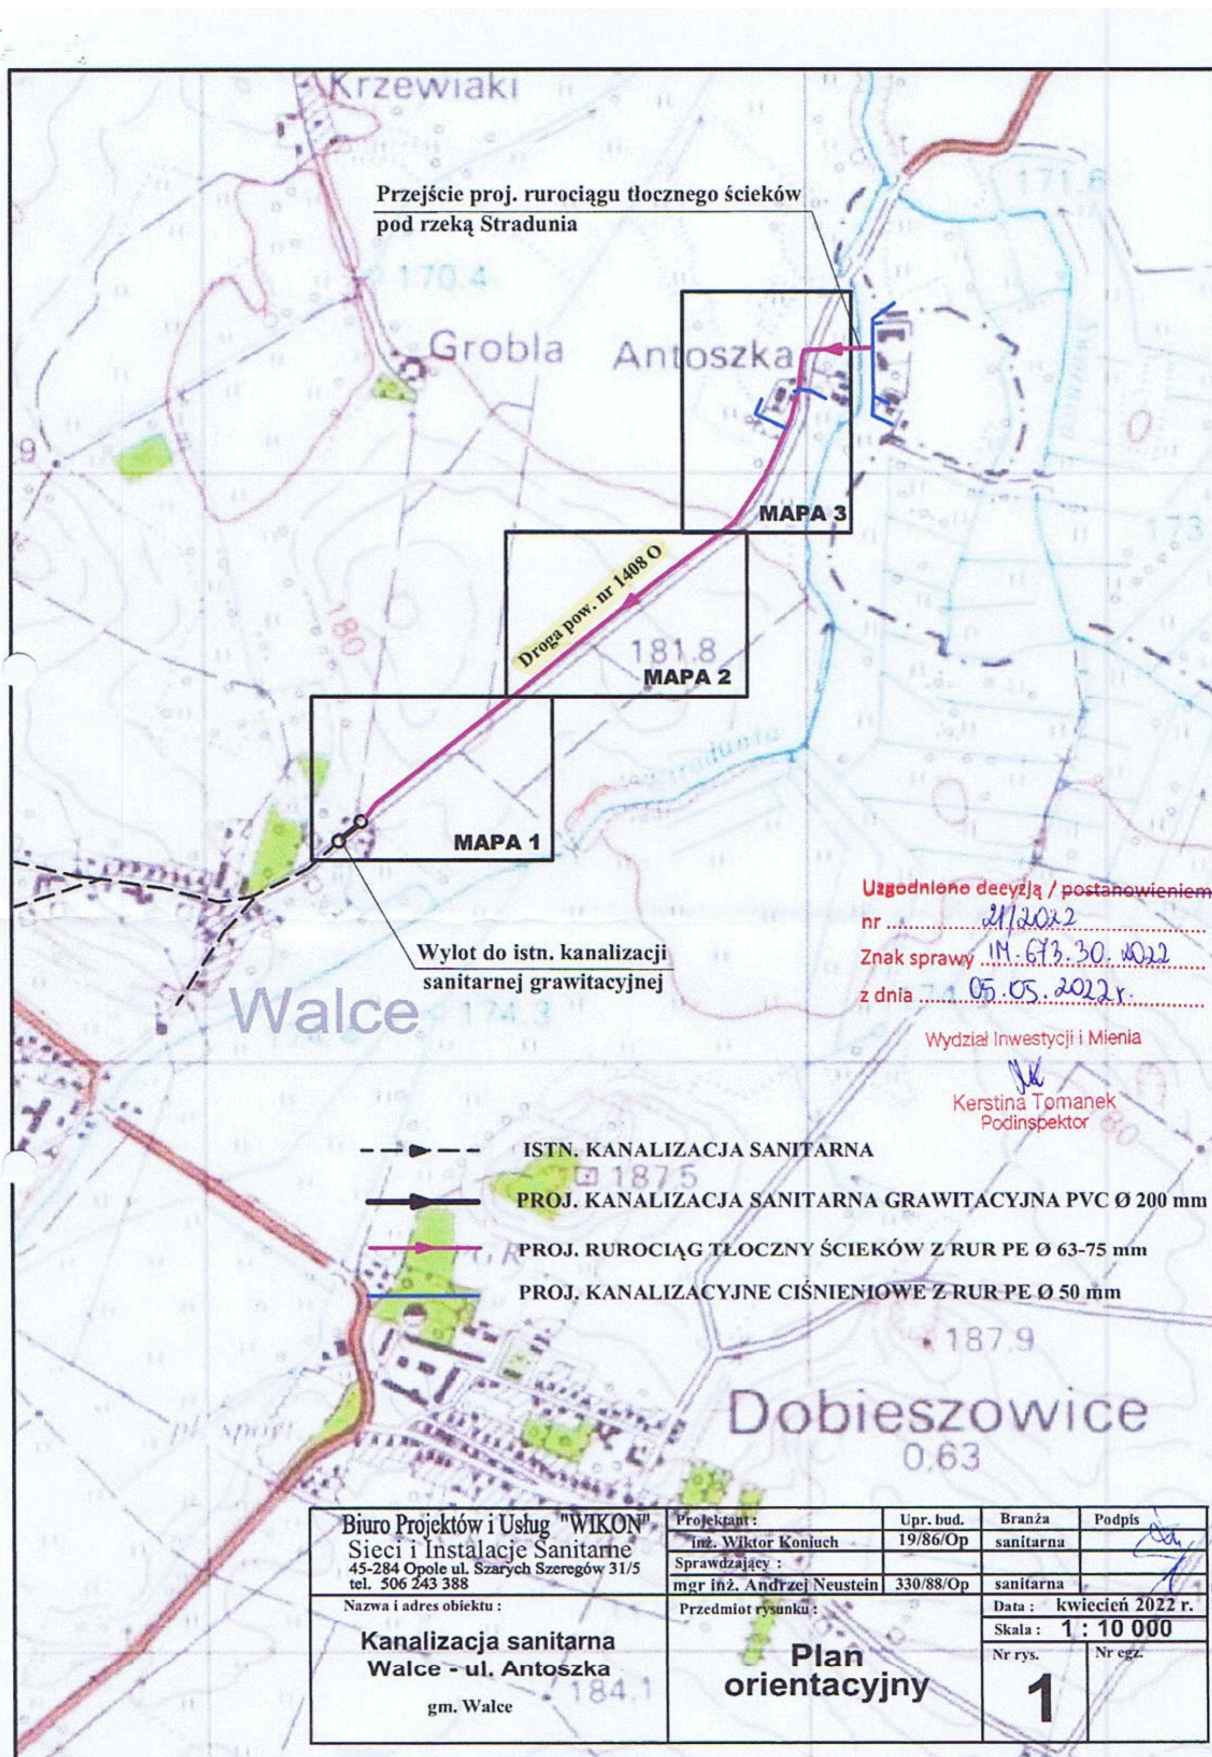 Krzewiaki
Przejście proj. rurociągu tłocznego ścieków
pod rzeką Stradunia
171,6
170.4
Grobla
Antoszka
9
0
MAPA 3
173
Droga pow. nr 1408 O
180
181,8
MAPA 2
Stradunia
MAPA 1
Uzgodniono decyzją / postanowieniem
nr 21/2022
Znak sprawy IM.673.30.2022
z dnia 05.05.2022r.
Wylot do istn. kanalizacji
sanitarnej grawitacyjnej
Walce
174.3
Wydział Inwestycji i Mienia
Kerstina Tomanek
Podinspektor
80
ISTN. KANALIZACJA SANITARNA
187.5
PROJ. KANALIZACJA SANITARNA GRAWITACYJNA PVC Ø 200 mm
PROJ. RUROCIĄG TŁOCZNY ŚCIEKÓW Z RUR PE Ø 63-75 mm
PROJ. KANALIZACYJNE CIŚNIENIOWE Z RUR PE Ø 50 mm
187,9
Dobieszowice
0,63
pl. sport.
Biuro Projektów i Usług "WIKON"
Sieci i Instalacje Sanitarne
45-284 Opole ul. Szarych Szeregów 31/5
tel. 506 243 388
Projektant : Upr. bud. Branża Podpis
inż. Wiktor Koniuch 19/86/Op sanitarna
Sprawdzający :
mgr inż. Andrzej Neustein 330/88/Op sanitarna
Nazwa i adres obiektu :
Kanalizacja sanitarna
Walce - ul. Antoszka
gm. Walce
184,1
Przedmiot rysunku :
Plan
orientacyjny
Data : kwiecień 2022 r.
Skala : 1 : 10 000
Nr rys. Nr egz.
1